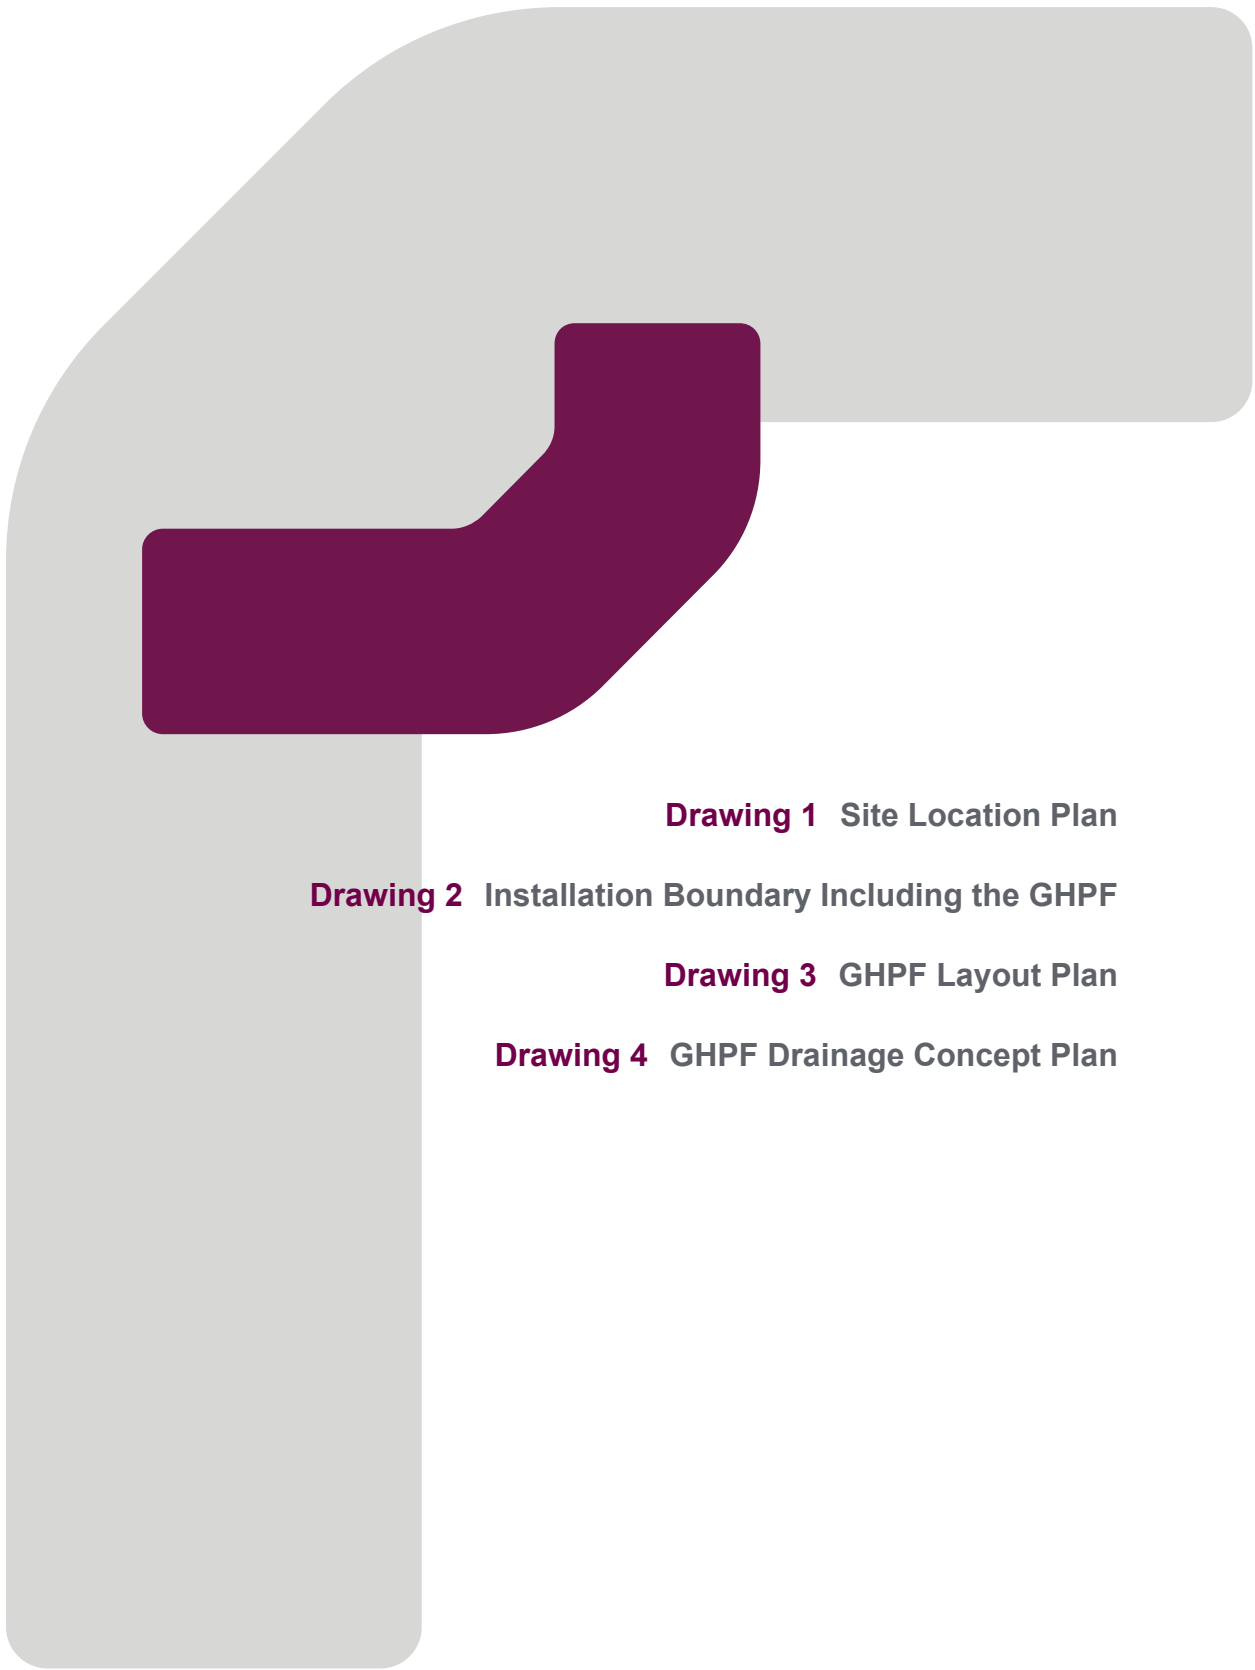 Drawing 1 Site Location Plan
Drawing 2 Installation Boundary Including the GHPF
Drawing 3 GHPF Layout Plan
Drawing 4 GHPF Drainage Concept Plan